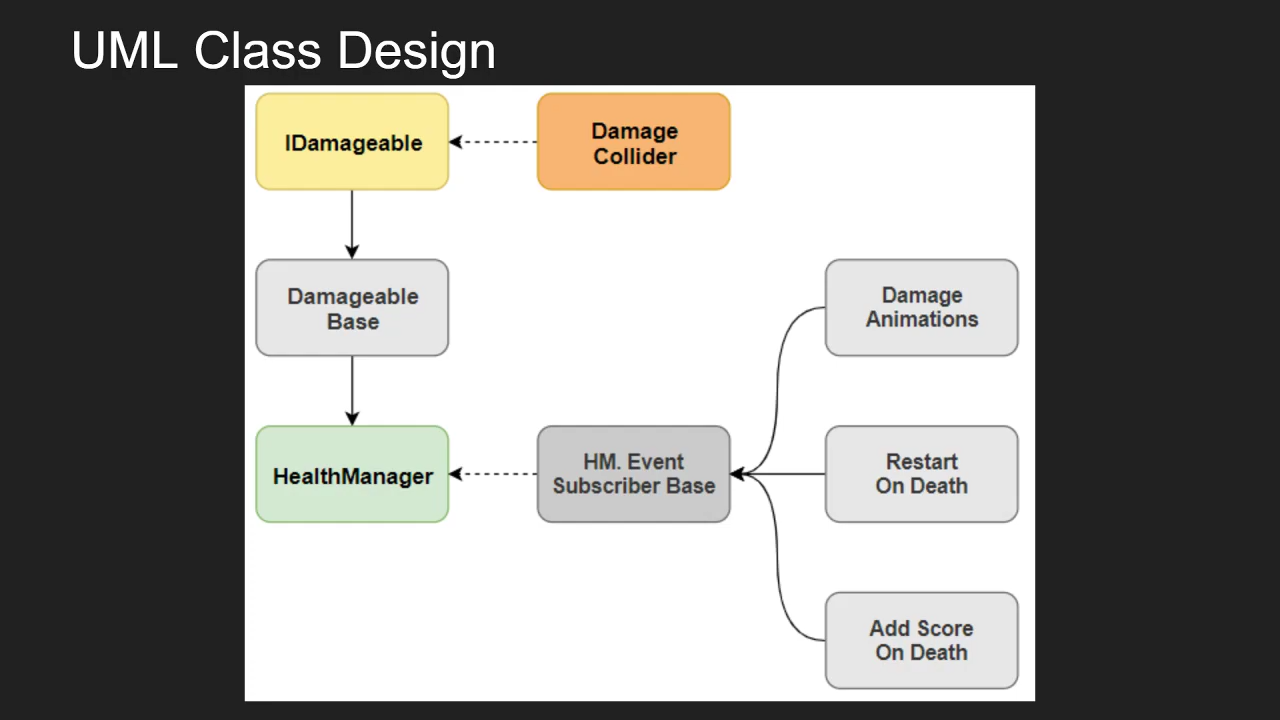 UML Class Design
IDamageable
Damage
Collider
Damageable
Base
Damage
Animations
HealthManager
HM. Event
Subscriber Base
Restart
On Death
Add Score
On Death